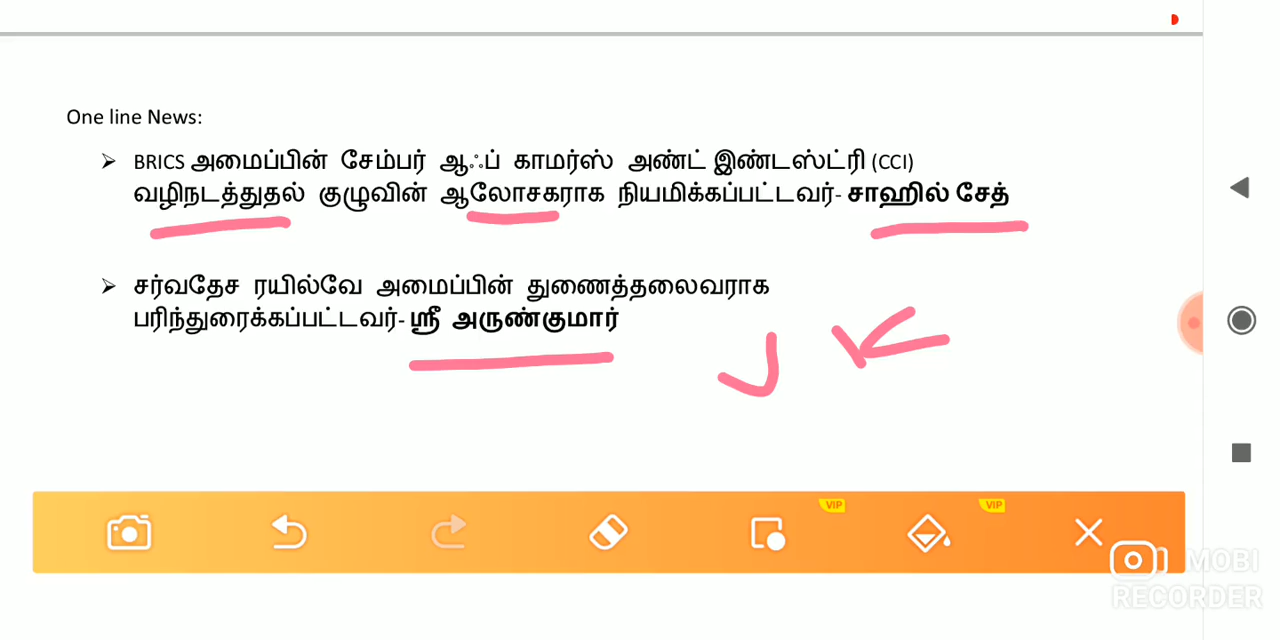 One line News:
➢ BRICS அமைப்பின் சேம்பர் ஆஃப் காமர்ஸ் அண்ட் இண்டஸ்ட்ரி (CCI)
வழிநடத்துதல் குழுவின் ஆலோசகராக நியமிக்கப்பட்டவர்- சாஹில் சேத்
➢ சர்வதேச ரயில்வே அமைப்பின் துணைத்தலைவராக
பரிந்துரைக்கப்பட்டவர்- ஸ்ரீ அருண்குமார்
VIP
VIP
MOBI
RECORDER